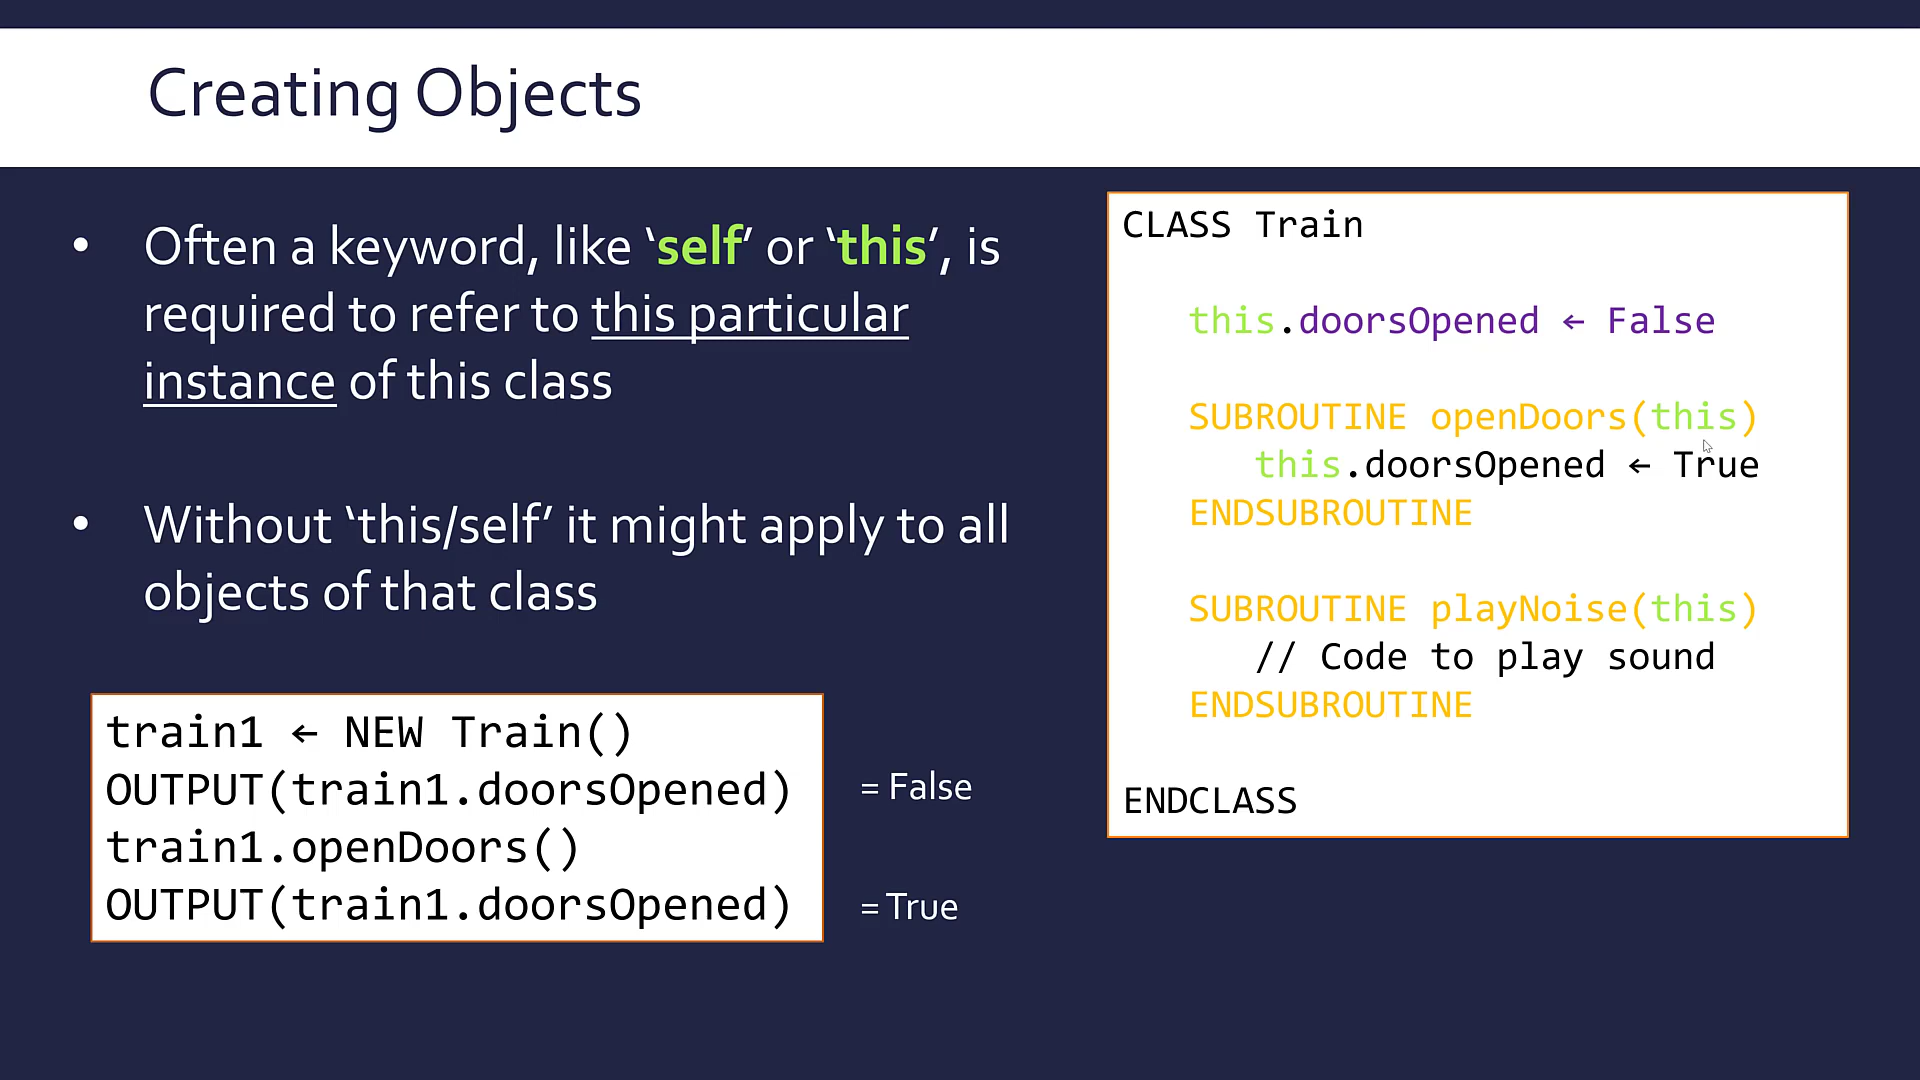 Creating Objects
• Often a keyword, like ‘self’ or ‘this’, is
required to refer to this particular
instance of this class
• Without ‘this/self’ it might apply to all
objects of that class
train1 ← NEW Train()
OUTPUT(train1.doorsOpened) = False
train1.openDoors()
OUTPUT(train1.doorsOpened) = True
CLASS Train
this.doorsOpened ← False
SUBROUTINE openDoors(this)
this.doorsOpened ← True
ENDSUBROUTINE
SUBROUTINE playNoise(this)
// Code to play sound
ENDSUBROUTINE
ENDCLASS